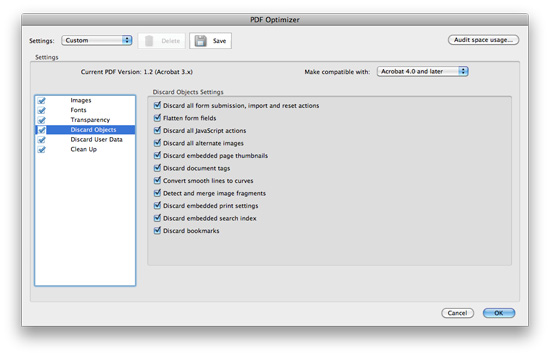 PDF Optimizer
Settings: Custom Delete Save Audit space usage...
Settings
Current PDF Version: 1.2 (Acrobat 3.x) Make compatible with: Acrobat 4.0 and later
Discard Objects Settings
Images
Fonts
Transparency
Discard Objects
Discard User Data
Clean Up
Discard all form submission, import and reset actions
Flatten form fields
Discard all JavaScript actions
Discard all alternate images
Discard embedded page thumbnails
Discard document tags
Convert smooth lines to curves
Detect and merge image fragments
Discard embedded print settings
Discard embedded search index
Discard bookmarks
Cancel OK